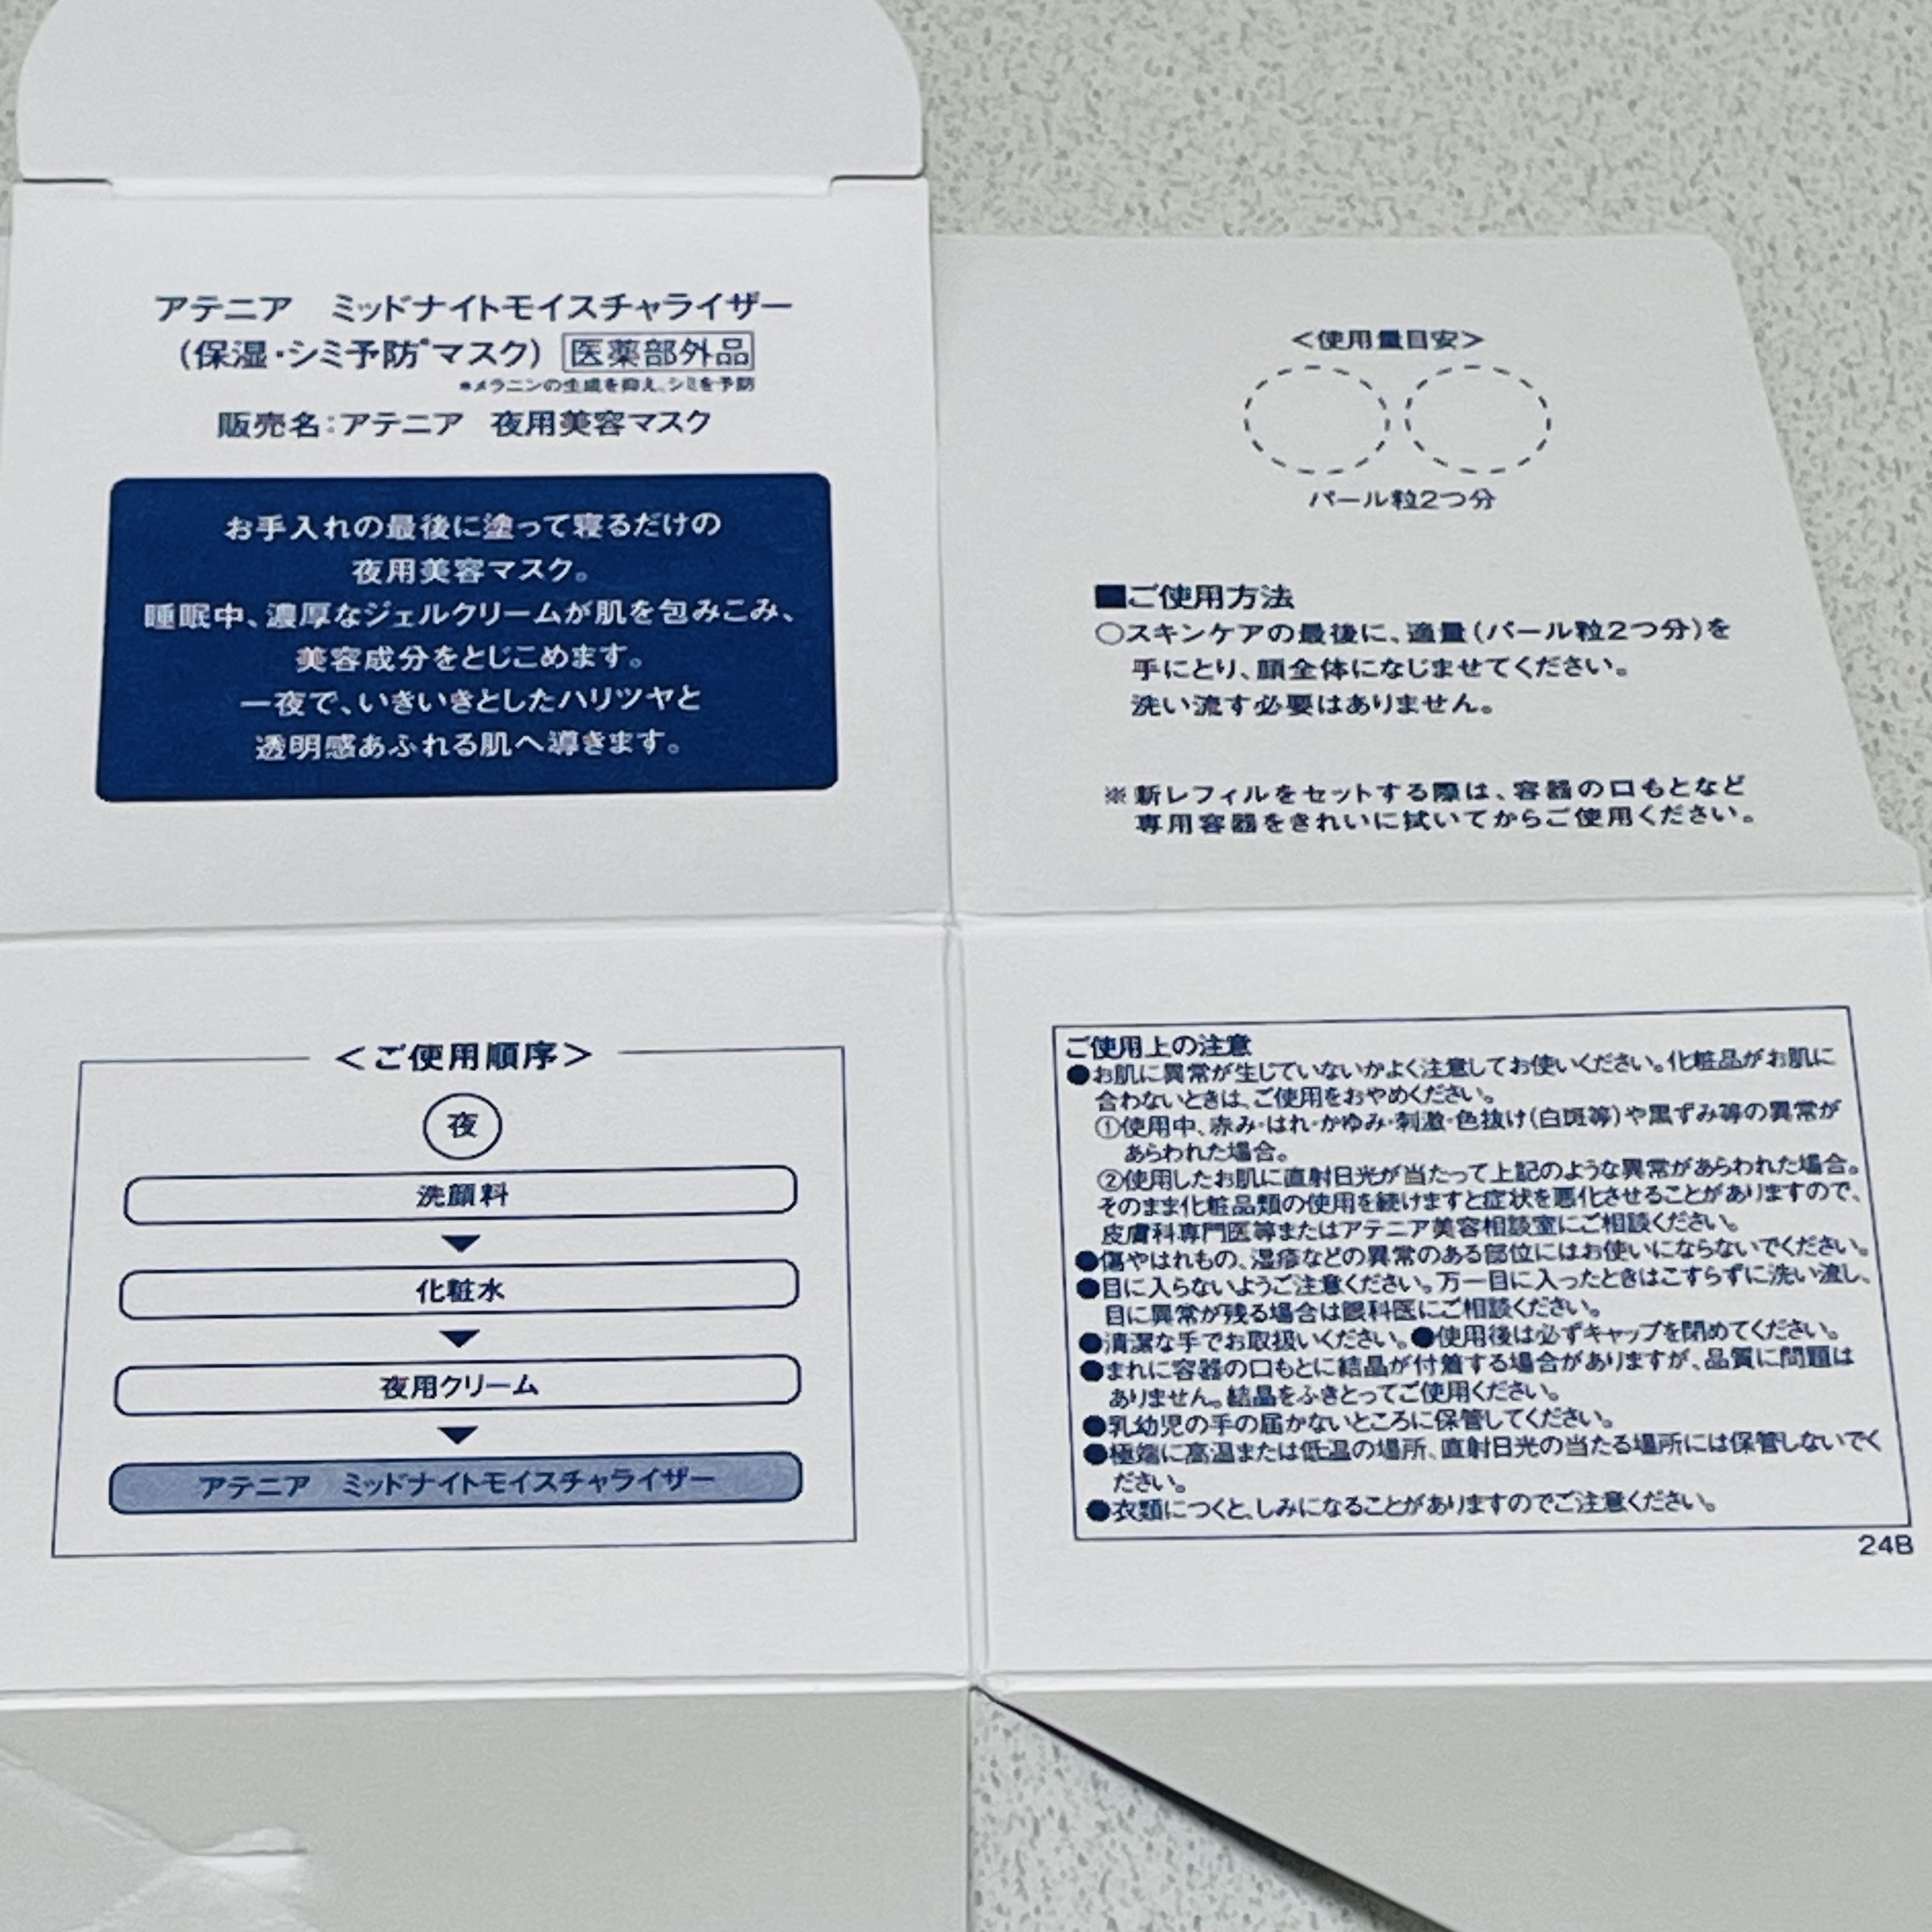 アテニア　ミッドナイトモイスチャライザー
（保湿・シミ予防*マスク）医薬部外品
*メラニンの生成を抑え、シミを予防
販売名：アテニア　夜用美容マスク
お手入れの最後に塗って寝るだけの
夜用美容マスク。
睡眠中、濃厚なジェルクリームが肌を包みこみ、
美容成分をとじこめます。
一夜で、いきいきとしたハリツヤと
透明感あふれる肌へ導きます。
＜使用量目安＞
パール粒2つ分
■ご使用方法
○スキンケアの最後に、適量（パール粒2つ分）を
手にとり、顔全体になじませてください。
洗い流す必要はありません。
※新レフィルをセットする際は、容器の口もとなど
専用容器をきれいに拭いてからご使用ください。
＜ご使用順序＞
夜
洗顔料
化粧水
夜用クリーム
アテニア　ミッドナイトモイスチャライザー
ご使用上の注意
●お肌に異常が生じていないかよく注意してお使いください。化粧品がお肌に
合わないときは、ご使用をおやめください。
①使用中、赤み・はれ・かゆみ・刺激・色抜け（白斑等）や黒ずみ等の異常が
あらわれた場合。
②使用したお肌に直射日光が当たって上記のような異常があらわれた場合。
そのまま化粧品類の使用を続けますと症状を悪化させることがありますので、
皮膚科専門医等またはアテニア美容相談室にご相談ください。
●傷やはれもの、湿疹などの異常のある部位にはお使いにならないでください。
●目に入らないようご注意ください。万一目に入ったときはこすらずに洗い流し、
目に異常が残る場合は眼科医にご相談ください。
●清潔な手でお取扱いください。●使用後は必ずキャップを閉めてください。
●まれに容器の口もとに結晶が付着する場合がありますが、品質に問題は
ありません。結晶をふきとってご使用ください。
●乳幼児の手の届かないところに保管してください。
●極端に高温または低温の場所、直射日光の当たる場所には保管しないでく
ださい。
●衣類につくと、しみになることがありますのでご注意ください。
24B